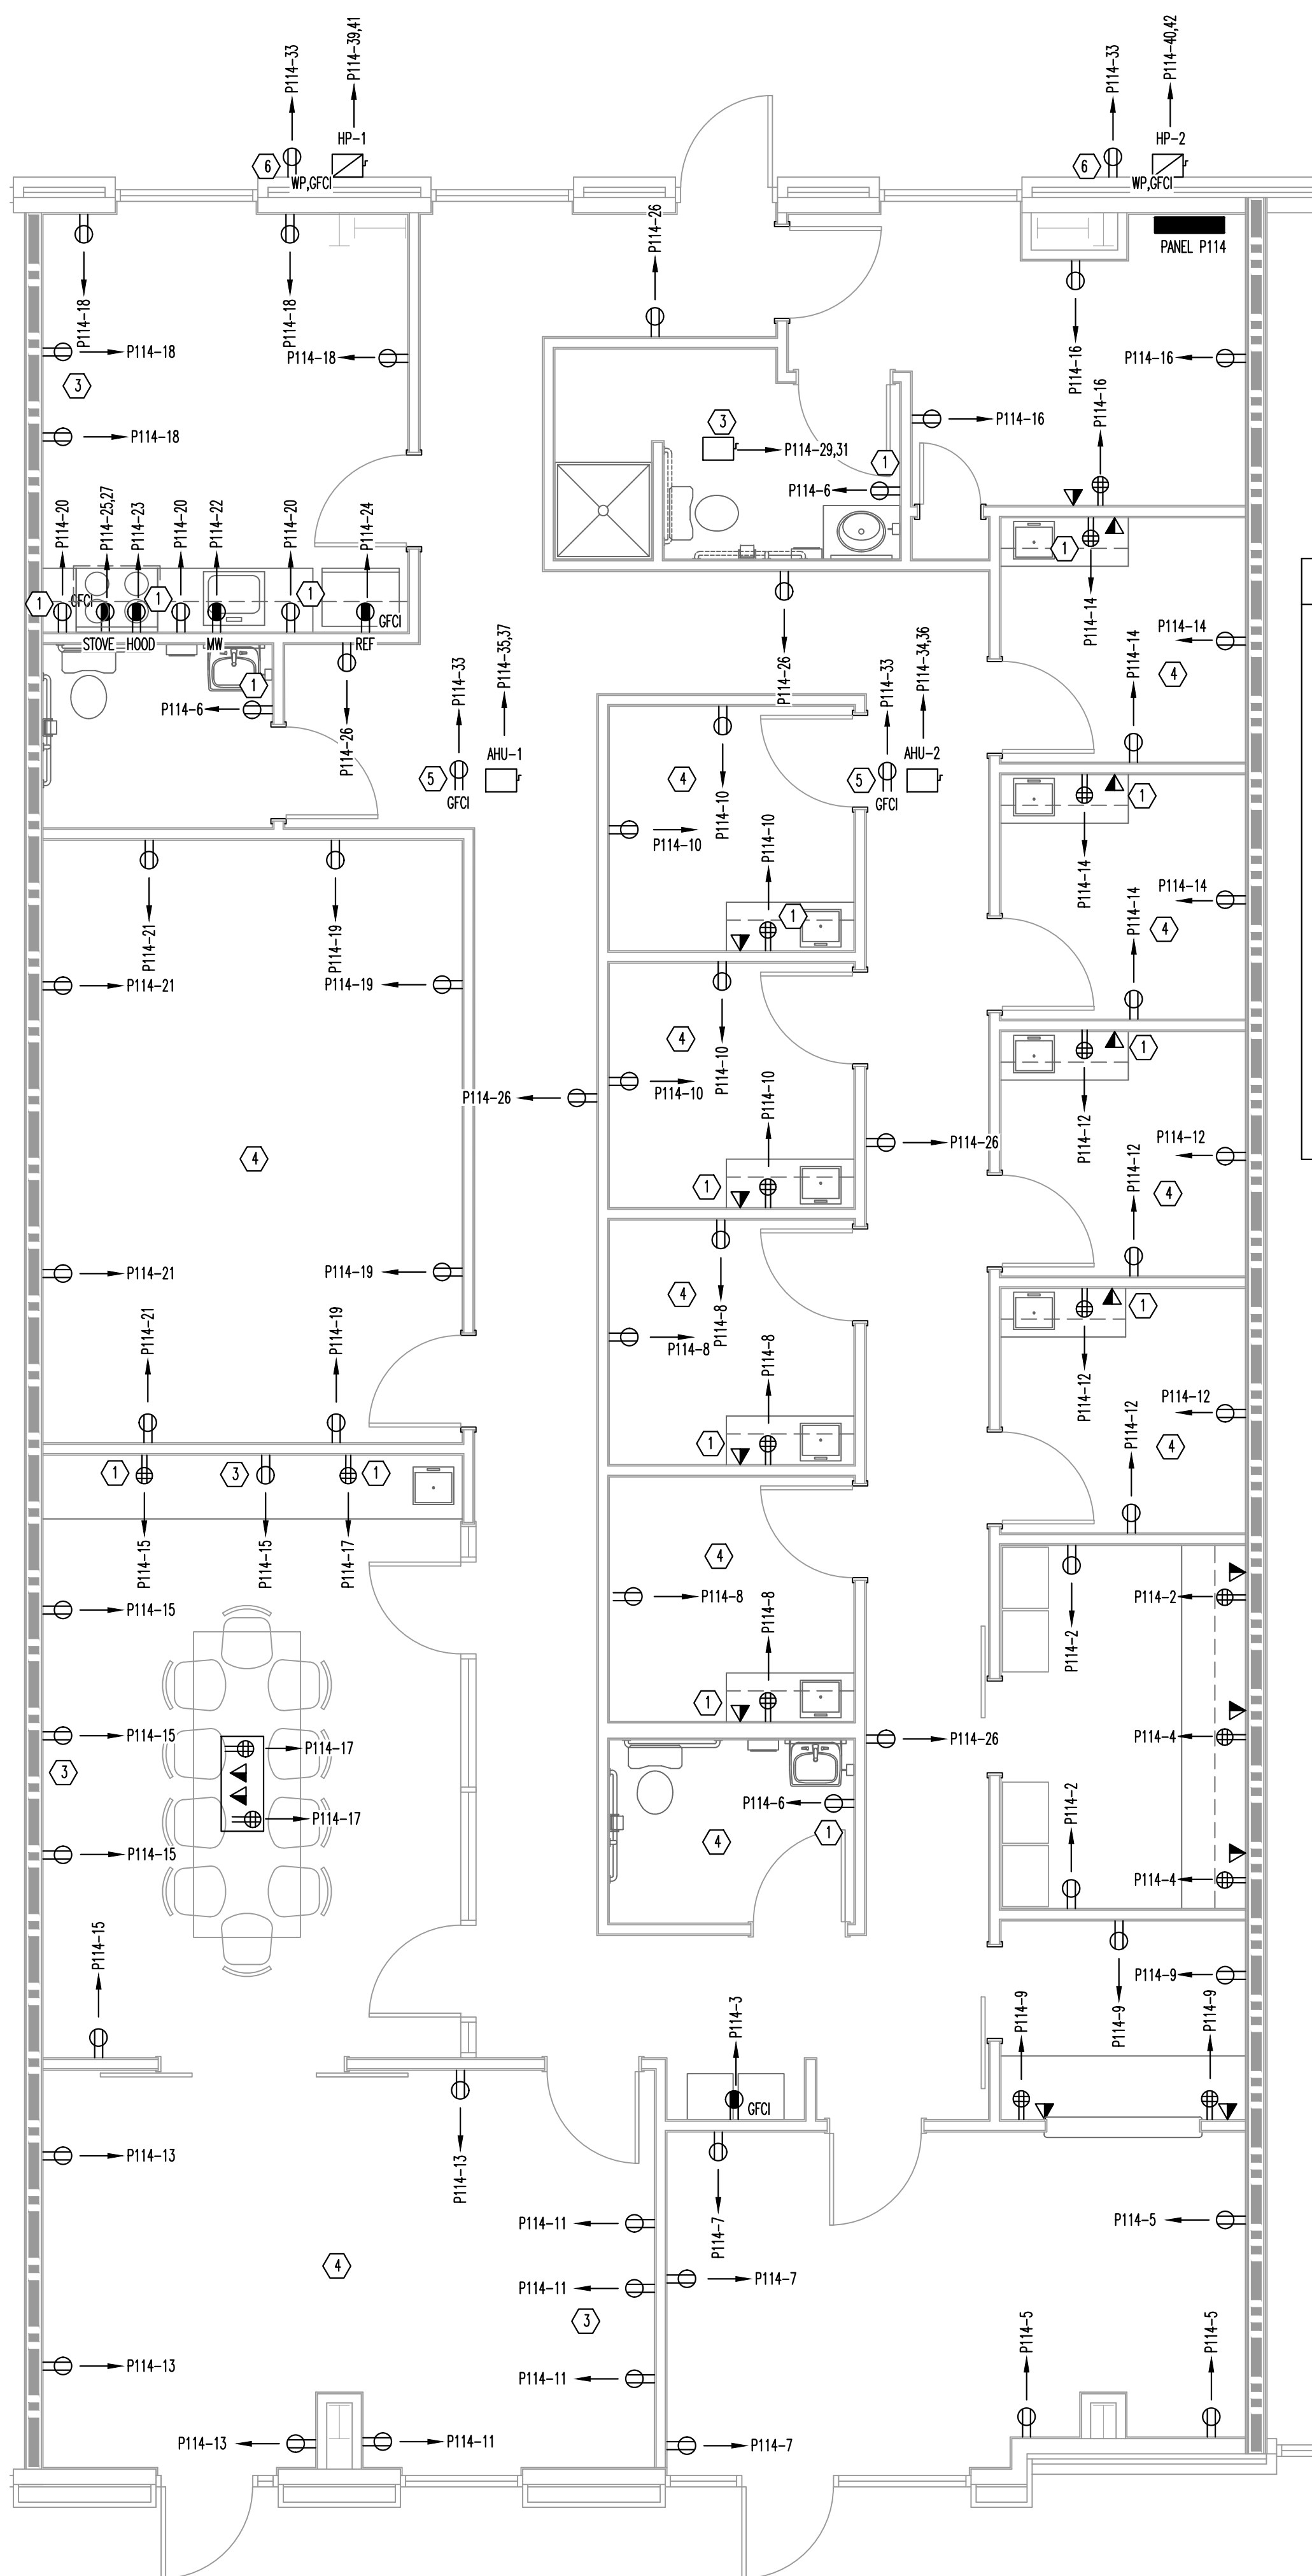 P114-33
P114-39,41
P114-33
P114-40,42
HP-1
HP-2
6
6
WP,GFCI
WP,GFCI
P114-26
PANEL P114
P114-18
P114-18
P114-18
P114-18
P114-16
P114-16
3
P114-16
3
P114-16
P114-18
P114-29,31
1
P114-6
P114-20
P114-25,27
P114-23
P114-20
P114-22
P114-20
P114-24
1
1
GFCI
1
1
GFCI
P114-14
P114-14
STOVE
HOOD
MW
REF
P114-35,37
P114-26
P114-33
P114-34,36
P114-14
4
P114-33
1
P114-6
P114-26
AHU-1
AHU-2
5
4
5
GFCI
GFCI
1
P114-10
P114-10
P114-10
P114-14
P114-14
P114-14
1
4
P114-21
P114-19
P114-21
P114-19
4
1
P114-10
P114-10
P114-10
P114-26
P114-12
P114-12
P114-12
P114-26
4
4
1
P114-21
P114-19
4
1
P114-21
P114-19
P114-8
P114-8
P114-8
P114-12
P114-12
P114-12
1
4
1
3
1
P114-15
P114-15
P114-17
4
P114-15
P114-8
P114-8
P114-2
P114-2
1
P114-15
P114-17
P114-26
P114-4
3
P114-6
P114-17
1
4
P114-2
P114-15
P114-4
P114-15
P114-9
P114-9
P114-3
P114-9
P114-9
GFCI
P114-13
P114-13
P114-7
P114-11
P114-5
4
P114-7
P114-11
3
P114-5
P114-5
P114-13
P114-11
P114-13
P114-11
P114-7